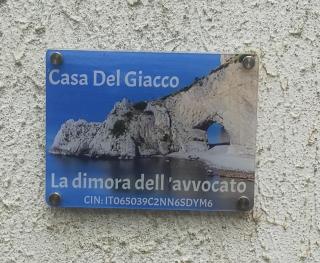 Casa Del Giacco
La dimora dell 'avvocato
CIN: IT065039C2NN6SDYM6